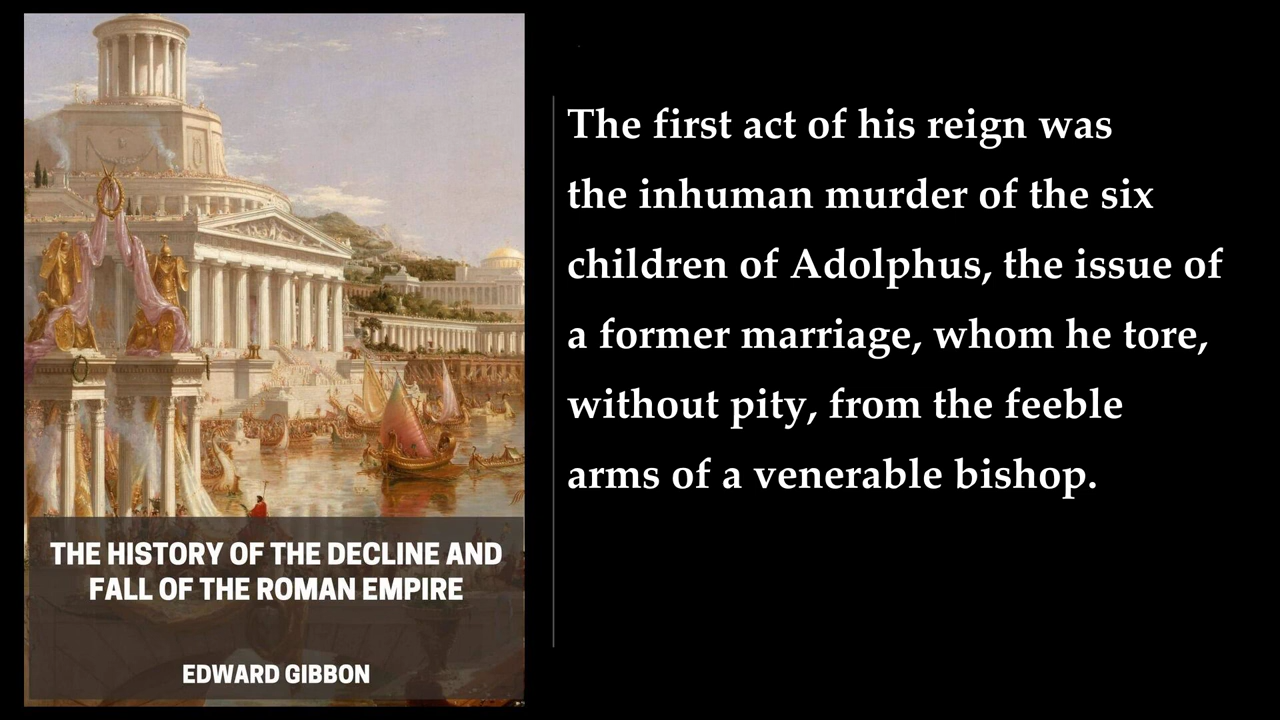 The first act of his reign was
the inhuman murder of the six
children of Adolphus, the issue of
a former marriage, whom he tore,
without pity, from the feeble
arms of a venerable bishop.
THE HISTORY OF THE DECLINE AND
FALL OF THE ROMAN EMPIRE
EDWARD GIBBON